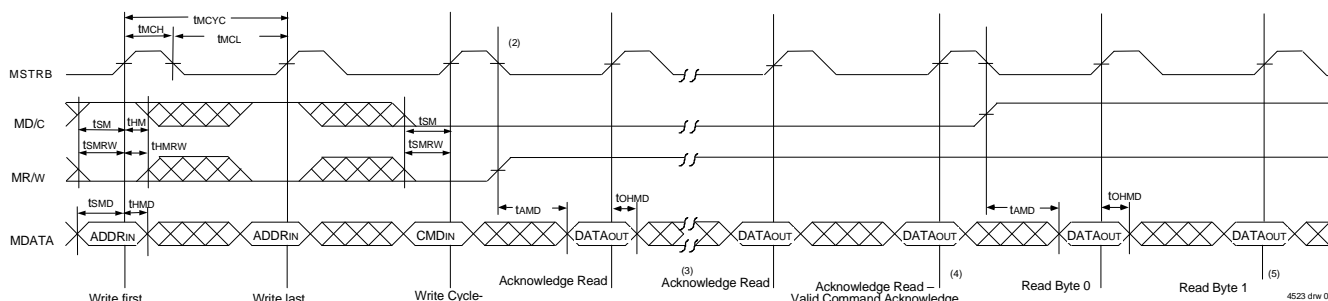 tMCYC
tMCH
tMCL
(2)
MSTRB
MD/C
tSM
tHM
tSM
tSMRW
tHMRW
tSMRW
MR/W
tSMD
tHMD
tAMD
tOHMD
tAMD
tOHMD
MDATA
ADDRIN
ADDRIN
CMDIN
DATAOUT
DATAOUT
DATAOUT
DATAOUT
DATAOUT
Acknowledge Read
(3)
Acknowledge Read
Acknowledge Read –
Valid Command Acknowledge
(4)
Read Byte 0
Read Byte 1
(5)
Write first
Write last
Write Cycle-
4523 drw